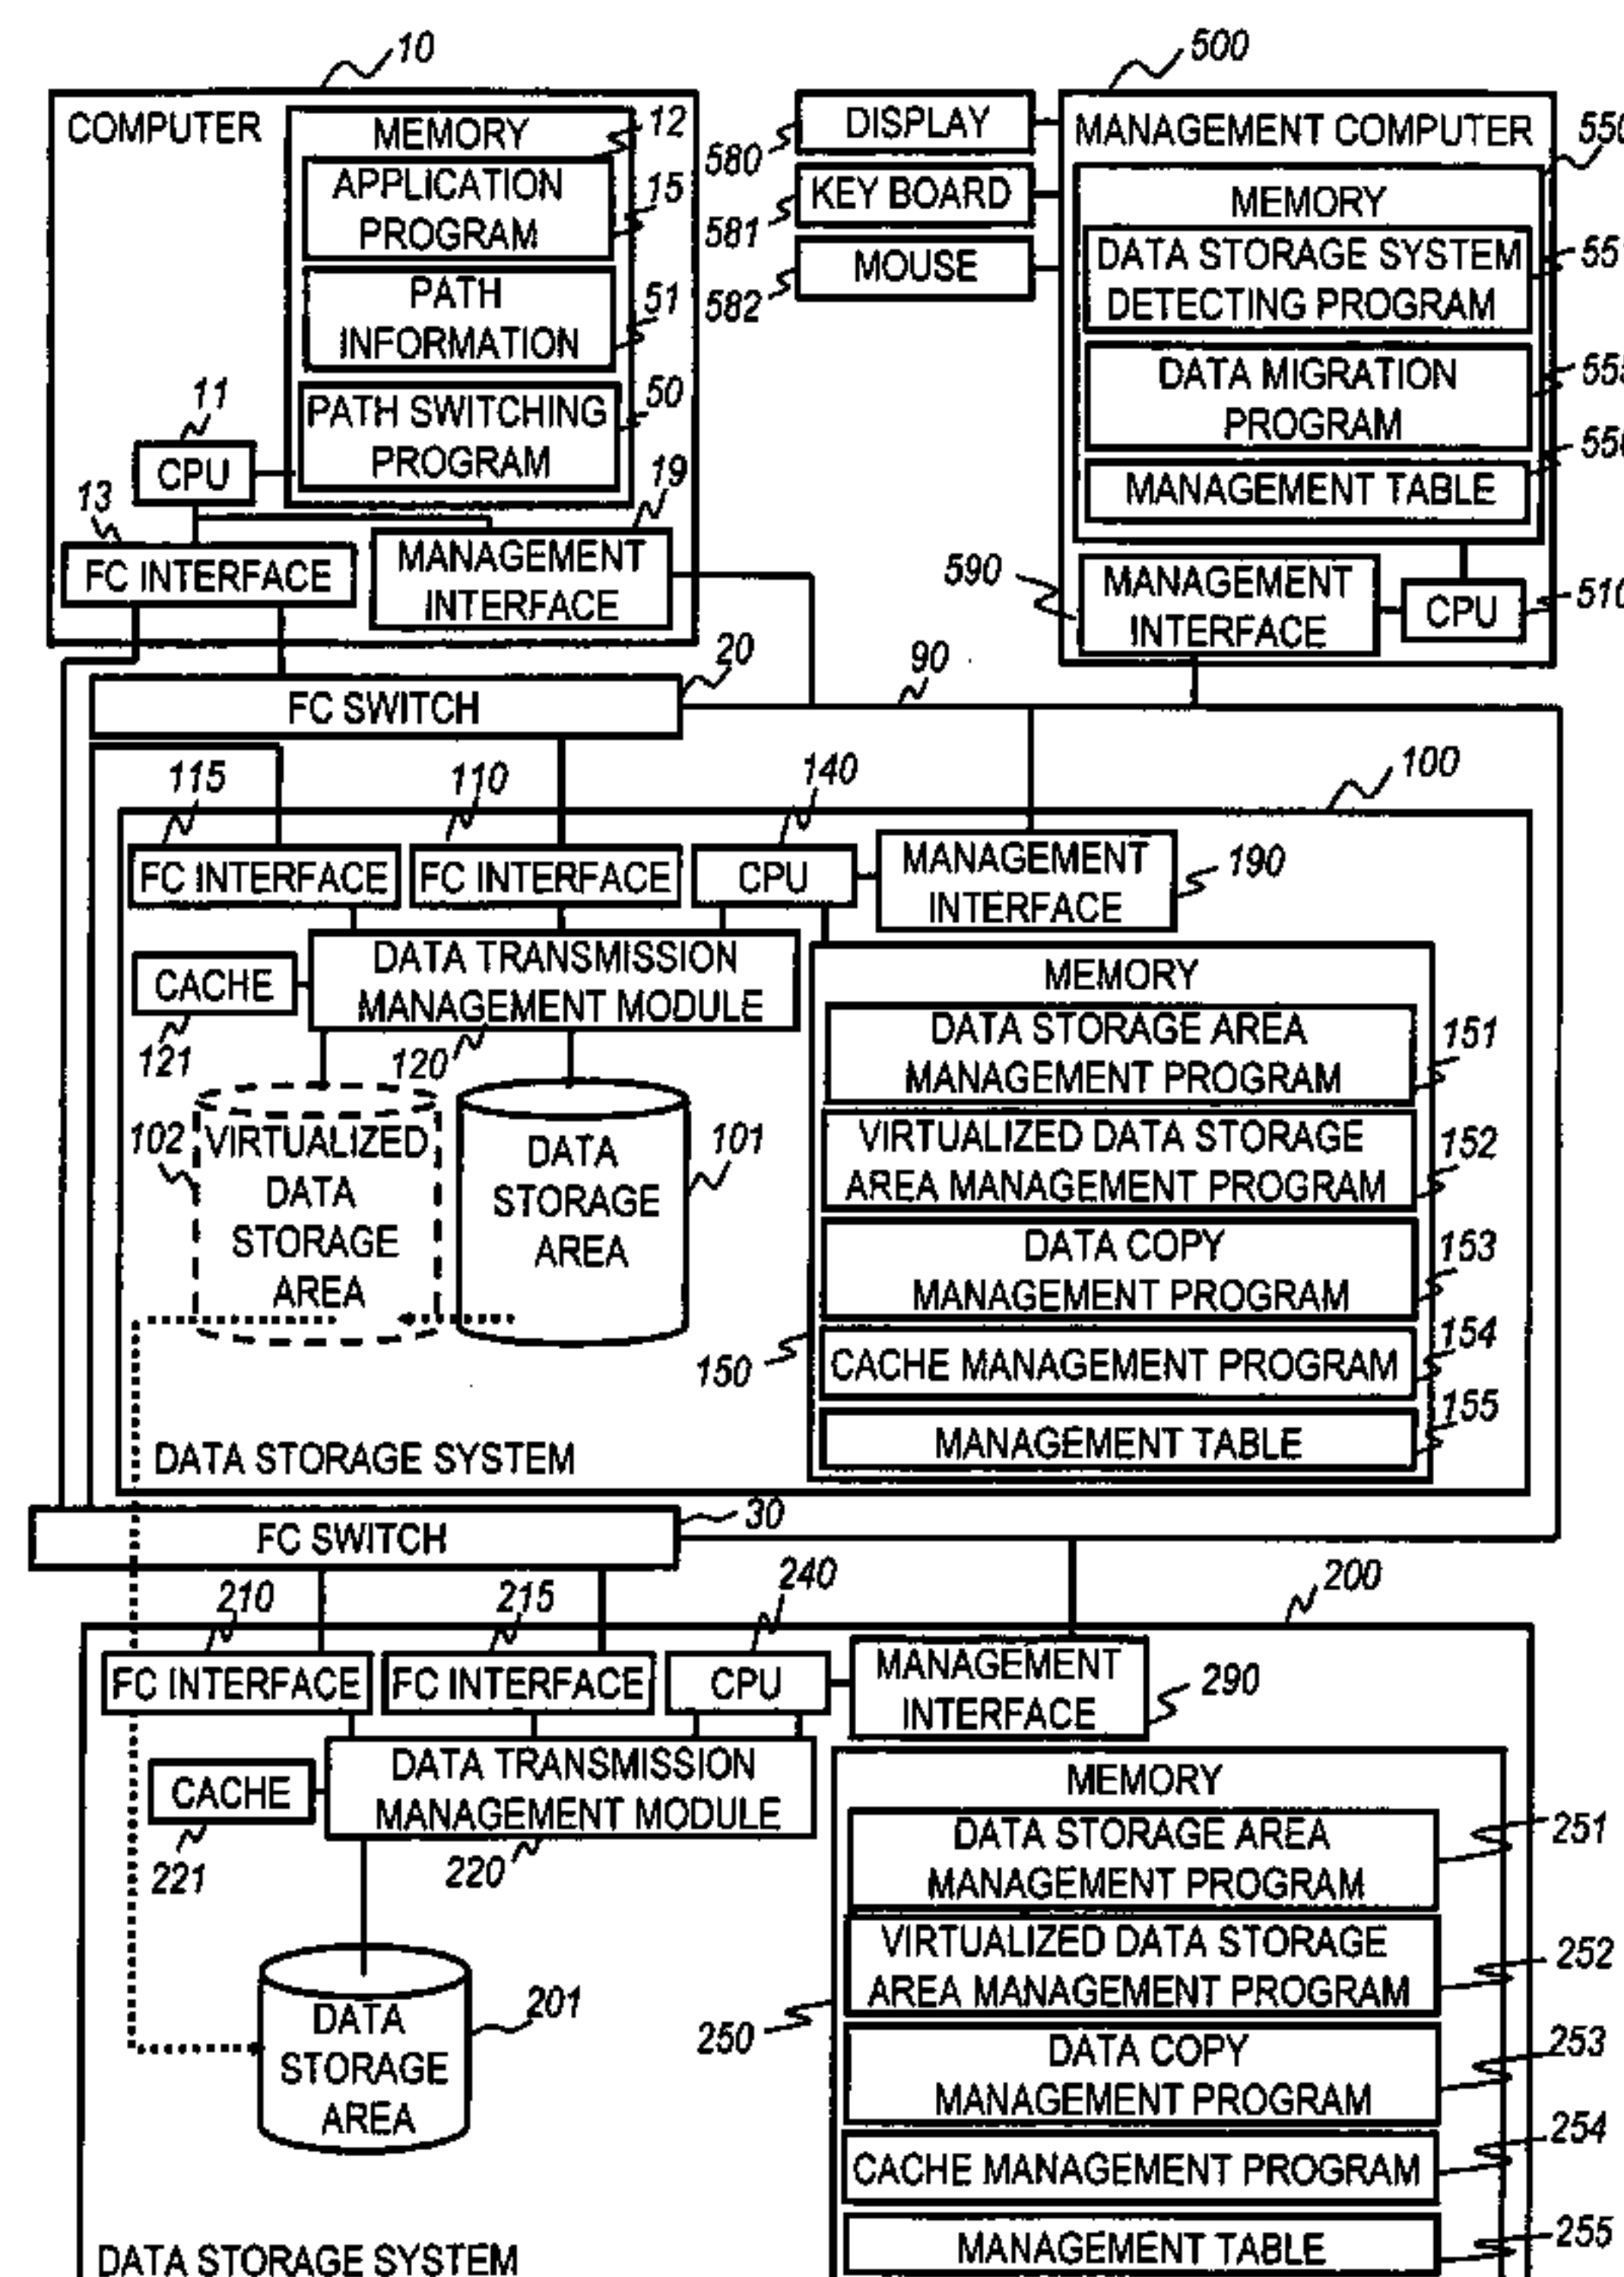 10
500
COMPUTER
MEMORY
12
APPLICATION
PROGRAM
15
PATH
INFORMATION
51
PATH SWITCHING
PROGRAM
50
11
CPU
13
FC INTERFACE
19
MANAGEMENT
INTERFACE
DISPLAY
580
KEY BOARD
581
MOUSE
582
MANAGEMENT COMPUTER
550
MEMORY
DATA STORAGE SYSTEM
DETECTING PROGRAM
55
DATA MIGRATION
PROGRAM
MANAGEMENT TABLE
590
MANAGEMENT
INTERFACE
CPU
510
20
FC SWITCH
90
100
115
110
140
FC INTERFACE
FC INTERFACE
CPU
MANAGEMENT
INTERFACE
190
CACHE
121
DATA TRANSMISSION
MANAGEMENT MODULE
120
102
VIRTUALIZED
DATA
STORAGE
AREA
DATA
STORAGE
AREA
101
MEMORY
DATA STORAGE AREA
MANAGEMENT PROGRAM
151
VIRTUALIZED DATA STORAGE
AREA MANAGEMENT PROGRAM
152
DATA COPY
MANAGEMENT PROGRAM
153
150
CACHE MANAGEMENT PROGRAM
154
MANAGEMENT TABLE
155
DATA STORAGE SYSTEM
30
FC SWITCH
210
215
240
200
FC INTERFACE
FC INTERFACE
CPU
MANAGEMENT
INTERFACE
290
CACHE
221
DATA TRANSMISSION
MANAGEMENT MODULE
220
DATA
STORAGE
AREA
201
MEMORY
DATA STORAGE AREA
MANAGEMENT PROGRAM
251
VIRTUALIZED DATA STORAGE
AREA MANAGEMENT PROGRAM
252
250
DATA COPY
MANAGEMENT PROGRAM
253
CACHE MANAGEMENT PROGRAM
254
MANAGEMENT TABLE
255
DATA STORAGE SYSTEM